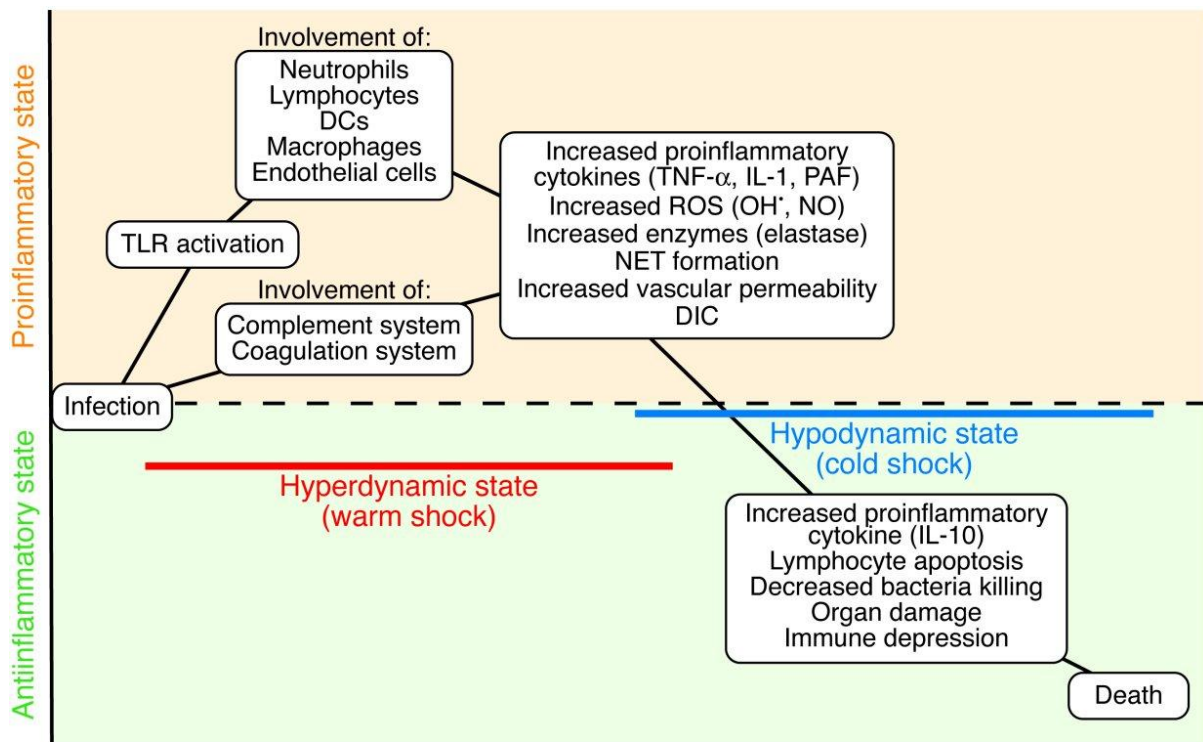 Proinflammatory state
Involvement of:
Neutrophils
Lymphocytes
DCs
Macrophages
Endothelial cells
TLR activation
Involvement of:
Complement system
Coagulation system
Infection
Increased proinflammatory
cytokines (TNF-α, IL-1, PAF)
Increased ROS (OH•, NO)
Increased enzymes (elastase)
NET formation
Increased vascular permeability
DIC
Antiinflammatory state
Hyperdynamic state
(warm shock)
Hypodynamic state
(cold shock)
Increased proinflammatory
cytokine (IL-10)
Lymphocyte apoptosis
Decreased bacteria killing
Organ damage
Immune depression
Death